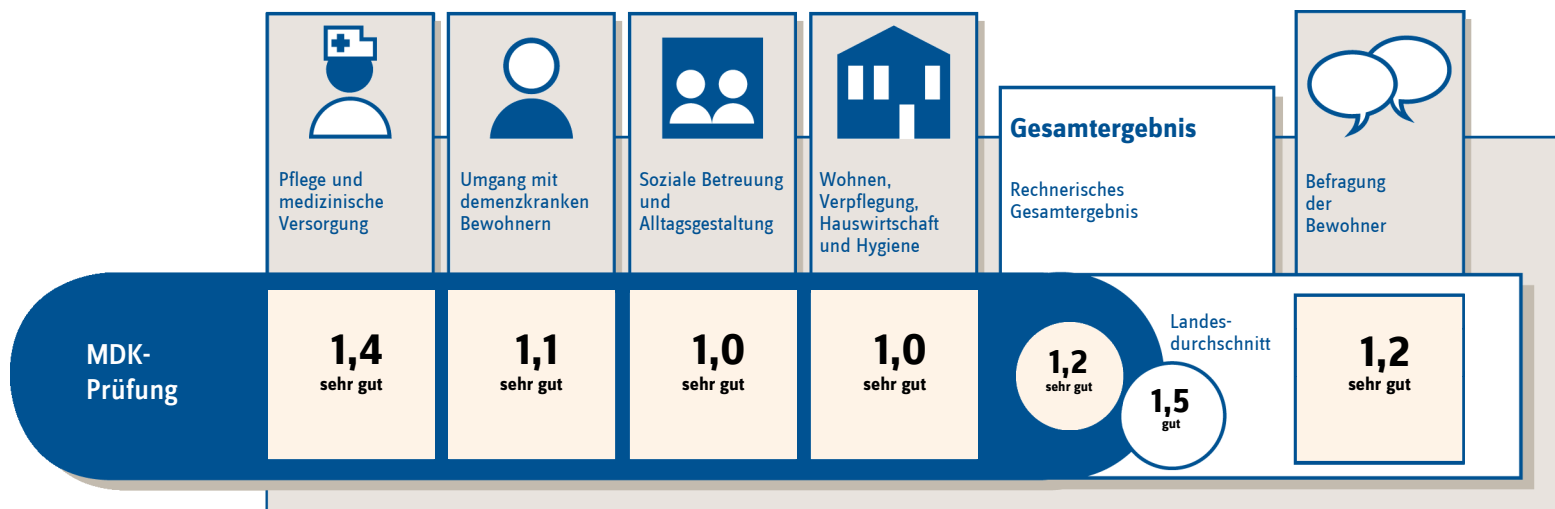 Pflege und
medizinische
Versorgung
Umgang mit
demenzkranken
Bewohnern
Soziale Betreuung
und
Alltagsgestaltung
Wohnen,
Verpflegung,
Hauswirtschaft
und Hygiene
Gesamtergebnis
Rechnerisches
Gesamtergebnis
Befragung
der
Bewohner
MDK-
Prüfung
1,4
sehr gut
1,1
sehr gut
1,0
sehr gut
1,0
sehr gut
1,2
sehr gut
Landes-
durchschnitt
1,5
gut
1,2
sehr gut